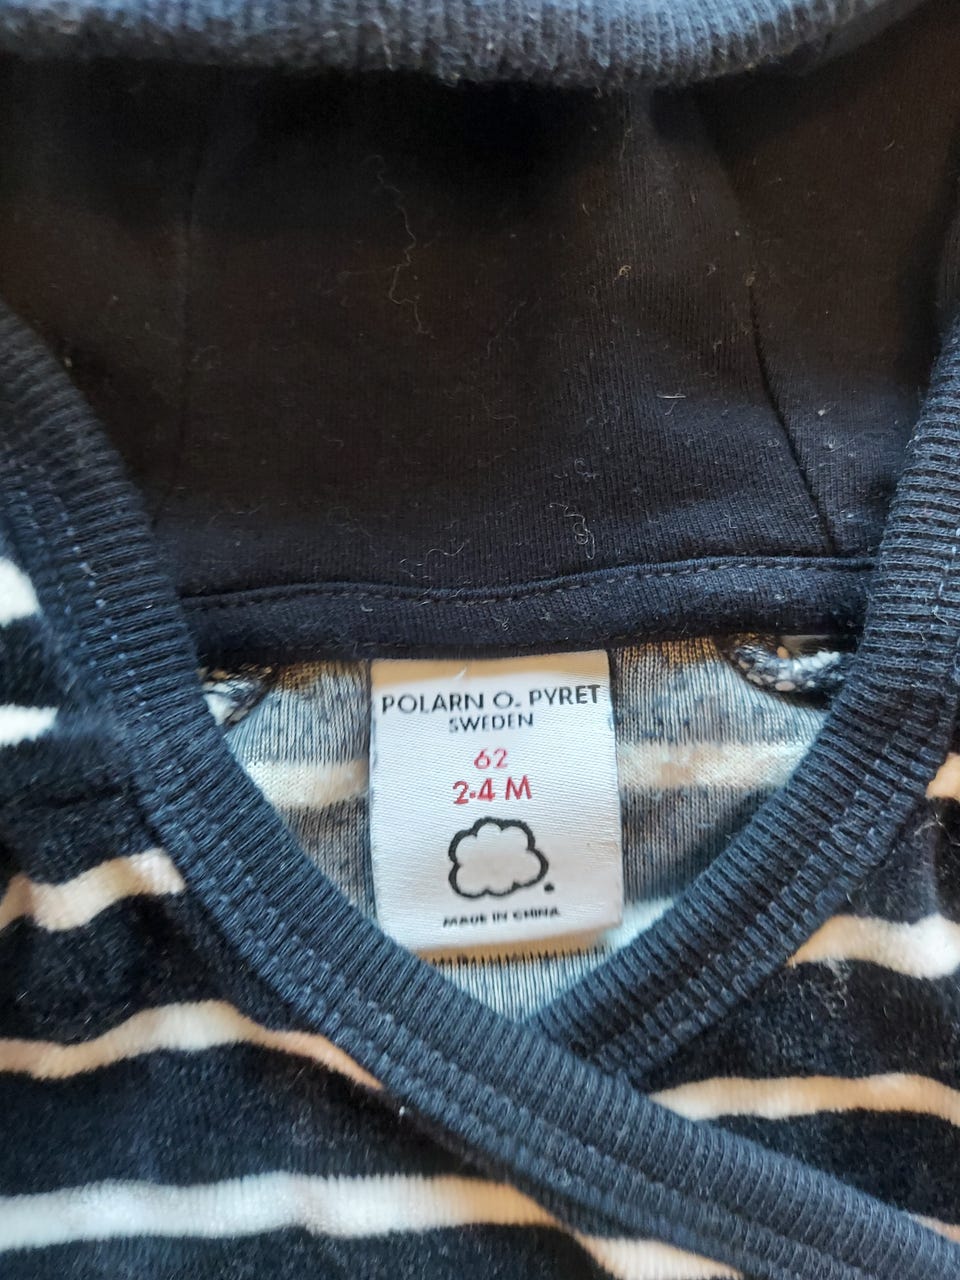 POLARN O. PYRET
SWEDEN
62
2-4 M
MADE IN CHINA